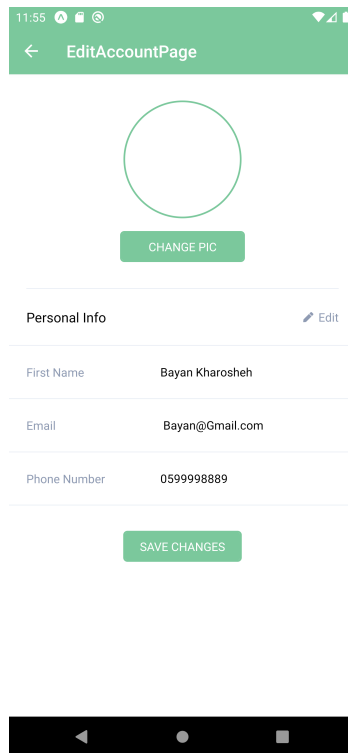 11:55
EditAccountPage
CHANGE PIC
Personal Info Edit
First Name Bayan Kharosheh
Email Bayan@Gmail.com
Phone Number 0599998889
SAVE CHANGES